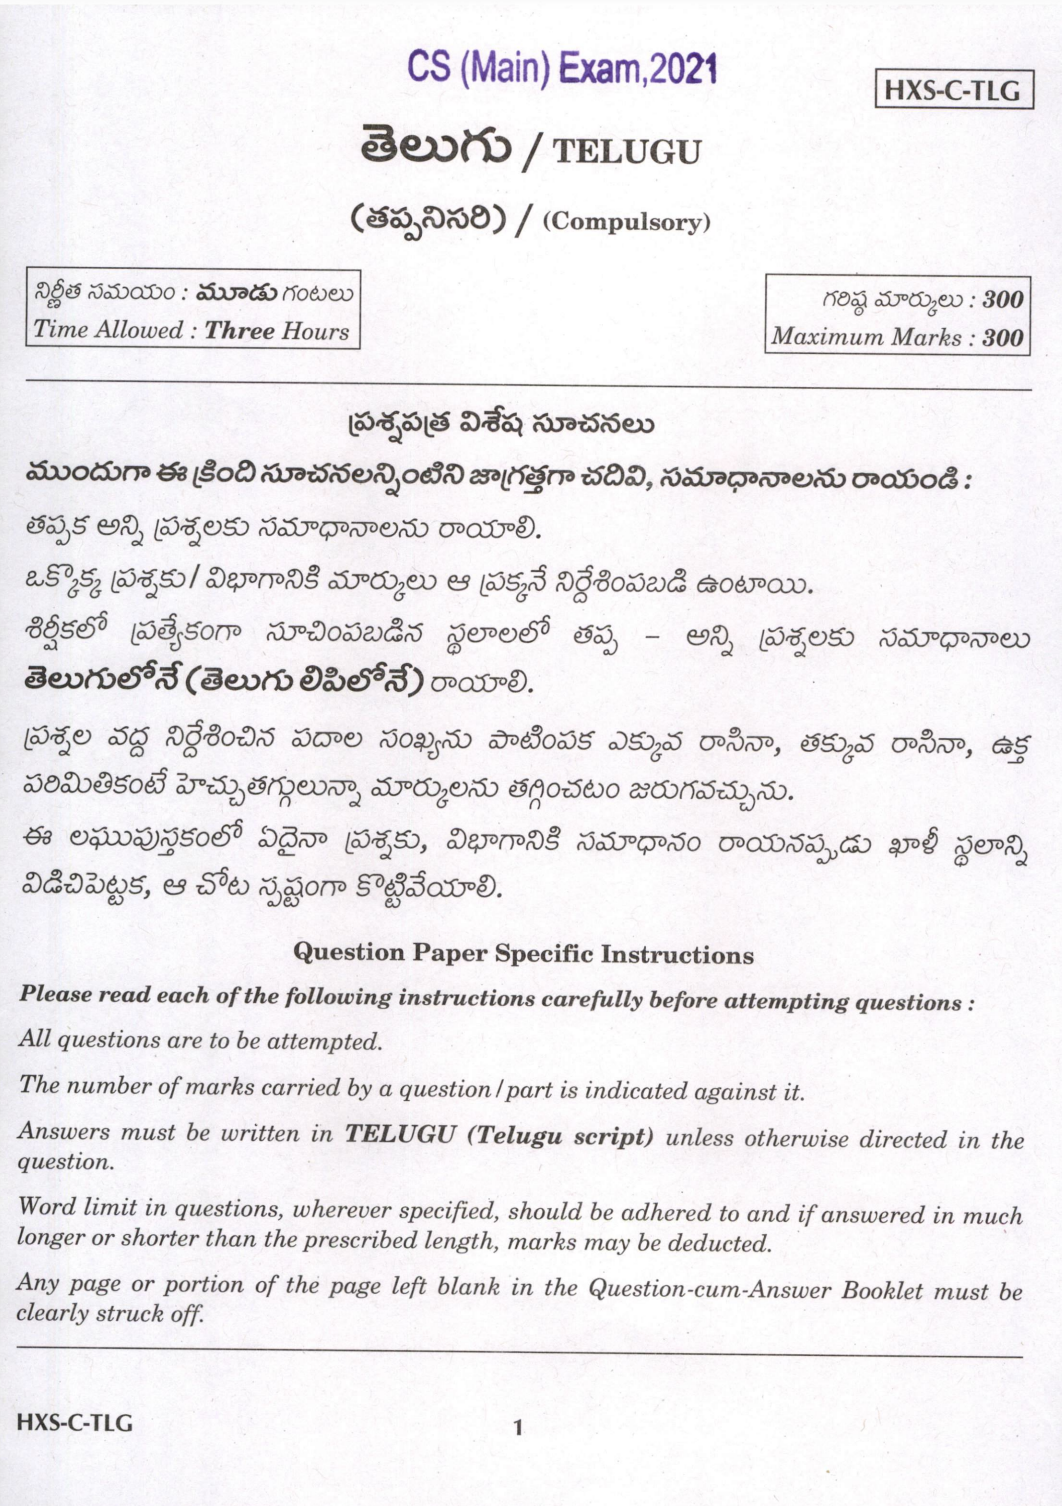 CS (Main) Exam,2021
HXS-C-TLG
తెలుగు / TELUGU
(తప్పనిసరి) / (Compulsory)
నిర్ణీత సమయం : మూడు గంటలు
Time Allowed : Three Hours
గరిష్ఠ మార్కులు : 300
Maximum Marks : 300
ప్రశ్నపత్ర విశేష సూచనలు
ముందుగా ఈ క్రింది సూచనలన్నింటిని జాగ్రత్తగా చదివి, సమాధానాలను రాయండి :
తప్పక అన్ని ప్రశ్నలకు సమాధానాలను రాయాలి.
ఒక్కొక్క ప్రశ్నకు/ విభాగానికి మార్కులు ఆ ప్రక్కనే నిర్దేశింపబడి ఉంటాయి.
శీర్షికలో ప్రత్యేకంగా సూచింపబడిన స్థలాలలో తప్ప – అన్ని ప్రశ్నలకు సమాధానాలు
తెలుగులోనే (తెలుగు లిపిలోనే) రాయాలి.
ప్రశ్నల వద్ద నిర్దేశించిన పదాల సంఖ్యను పాటింపక ఎక్కువ రాసినా, తక్కువ రాసినా, ఉక్త
పరిమితికంటే హెచ్చుతగ్గులున్నా మార్కులను తగ్గించటం జరుగవచ్చును.
ఈ లఘుపుస్తకంలో ఏదైనా ప్రశ్నకు, విభాగానికి సమాధానం రాయనప్పుడు ఖాళీ స్థలాన్ని
విడిచిపెట్టక, ఆ చోట స్పష్టంగా కొట్టివేయాలి.
Question Paper Specific Instructions
Please read each of the following instructions carefully before attempting questions :
All questions are to be attempted.
The number of marks carried by a question/part is indicated against it.
Answers must be written in TELUGU (Telugu script) unless otherwise directed in the
question.
Word limit in questions, wherever specified, should be adhered to and if answered in much
longer or shorter than the prescribed length, marks may be deducted.
Any page or portion of the page left blank in the Question-cum-Answer Booklet must be
clearly struck off.
HXS-C-TLG
1